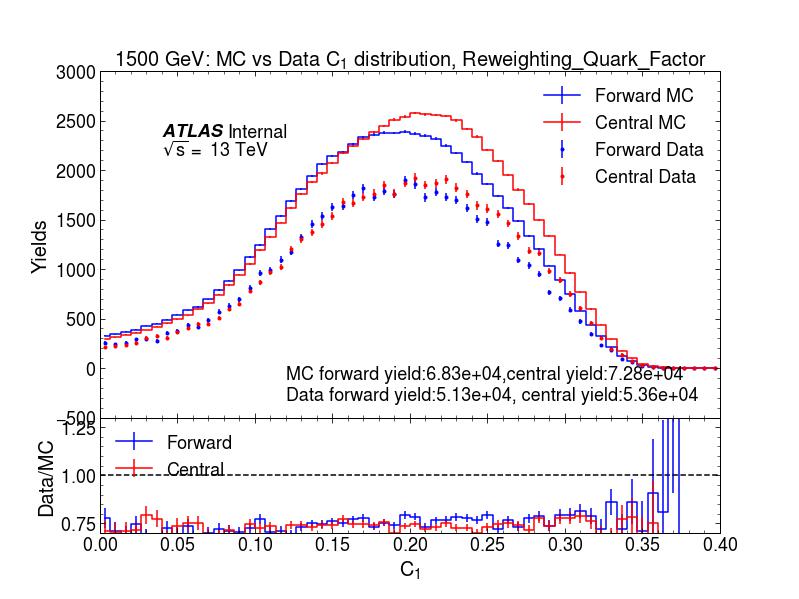 1500 GeV: MC vs Data C₁ distribution, Reweighting_Quark_Factor
3000
2500
2000
1500
1000
500
0
−500
Yields
ATLAS Internal
√s = 13 TeV
Forward MC
Central MC
Forward Data
Central Data
MC forward yield:6.83e+04,central yield:7.28e+04
Data forward yield:5.13e+04, central yield:5.36e+04
1.25
1.00
0.75
Data/MC
Forward
Central
0.00 0.05 0.10 0.15 0.20 0.25 0.30 0.35 0.40
C₁